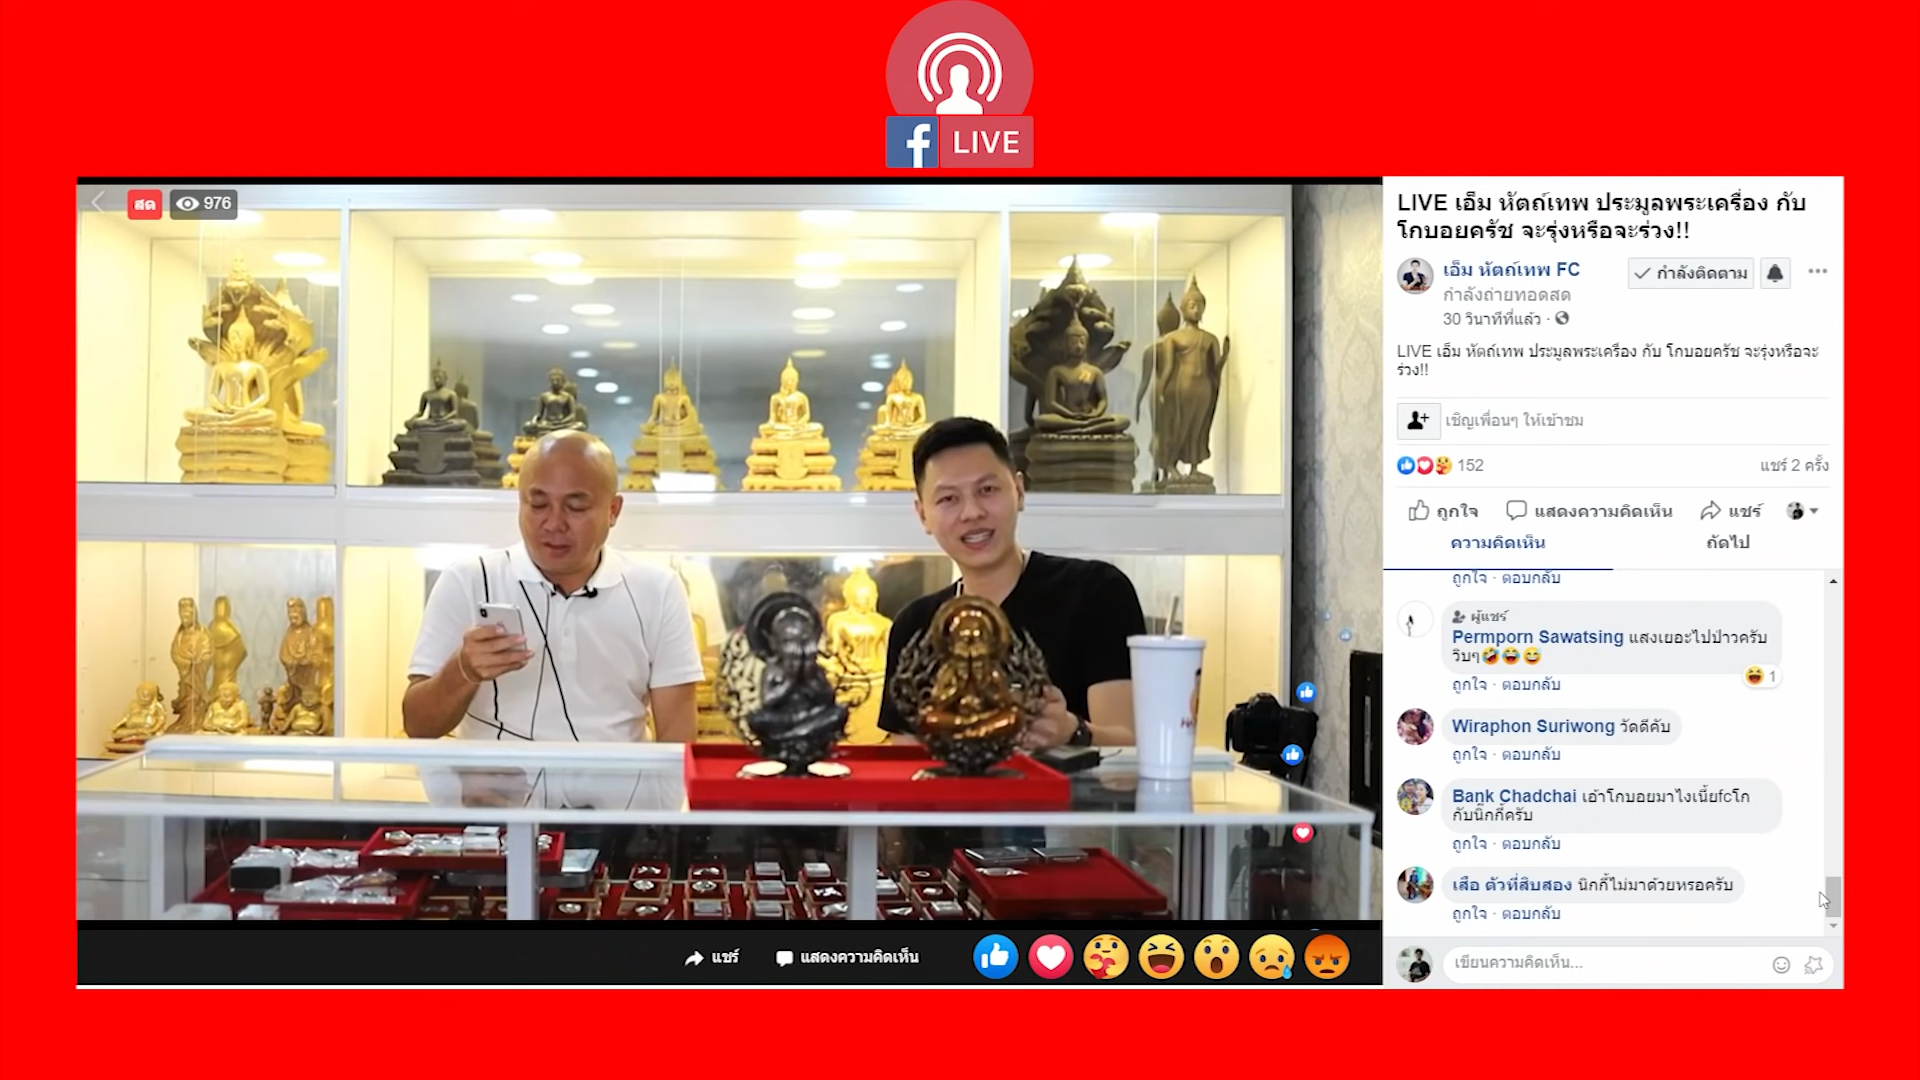 f LIVE
สด 976
LIVE เอ็ม หัตถ์เทพ ประมูลพระเครื่อง กับ
โกบอยครัช จะรุ่งหรือจะร่วง!!
เอ็ม หัตถ์เทพ FC
กำลังติดตาม
กำลังถ่ายทอดสด
30 วินาทีที่แล้ว ·
LIVE เอ็ม หัตถ์เทพ ประมูลพระเครื่อง กับ โกบอยครัช จะรุ่งหรือจะ
ร่วง!!
เชิญเพื่อนๆ ให้เข้าชม
152 แชร์ 2 ครั้ง
ถูกใจ แสดงความคิดเห็น แชร์
ความคิดเห็น ถัดไป
ถูกใจ · ตอบกลับ
ผู้แชร์
Permporn Sawatsing แสงเยอะไปป่าวครับ
วิบๆ🤣😂😅
1
ถูกใจ · ตอบกลับ
Wiraphon Suriwong วัดดีคับ
ถูกใจ · ตอบกลับ
Bank Chadchai เอ้าโกบอยมาไงเนี้ยfcโก
กับนิ๊กกี้ครับ
ถูกใจ · ตอบกลับ
เสือ ตัวที่สิบสอง นิกกี้ไม่มาด้วยหรอครับ
ถูกใจ · ตอบกลับ
เขียนความคิดเห็น...
แชร์ แสดงความคิดเห็น